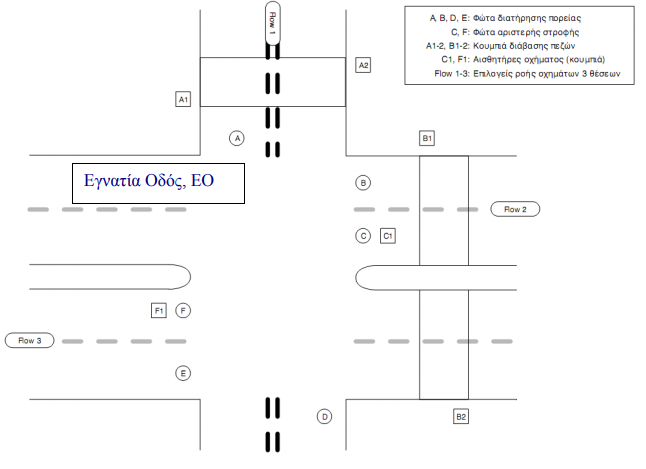 Flow 1
A, B, D, E: Φώτα διατήρησης πορείας
C, F: Φώτα αριστερής στροφής
A1-2, B1-2: Κουμπιά διάβασης πεζών
C1, F1: Αισθητήρες οχήματος (κουμπιά)
Flow 1-3: Επιλογείς ροής οχημάτων 3 θέσεων
A2
A1
A
B1
Εγνατία Οδός, ΕΟ
B
Flow 2
C C1
F1 F
Flow 3
E
D
B2